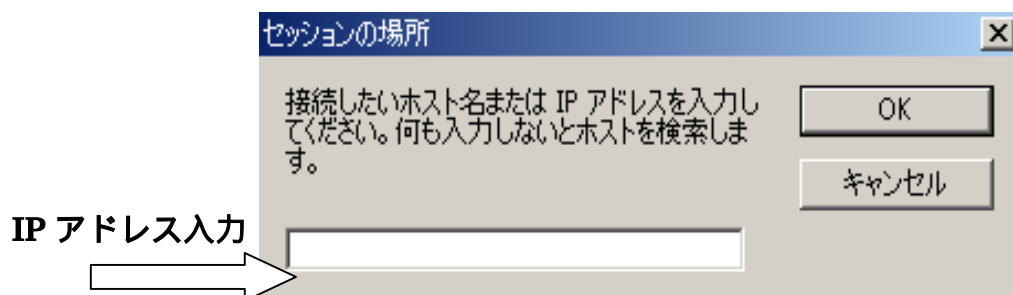 セッションの場所
接続したいホスト名または IP アドレスを入力し
てください。何も入力しないとホストを検索しま
す。
OK
キャンセル
IP アドレス入力